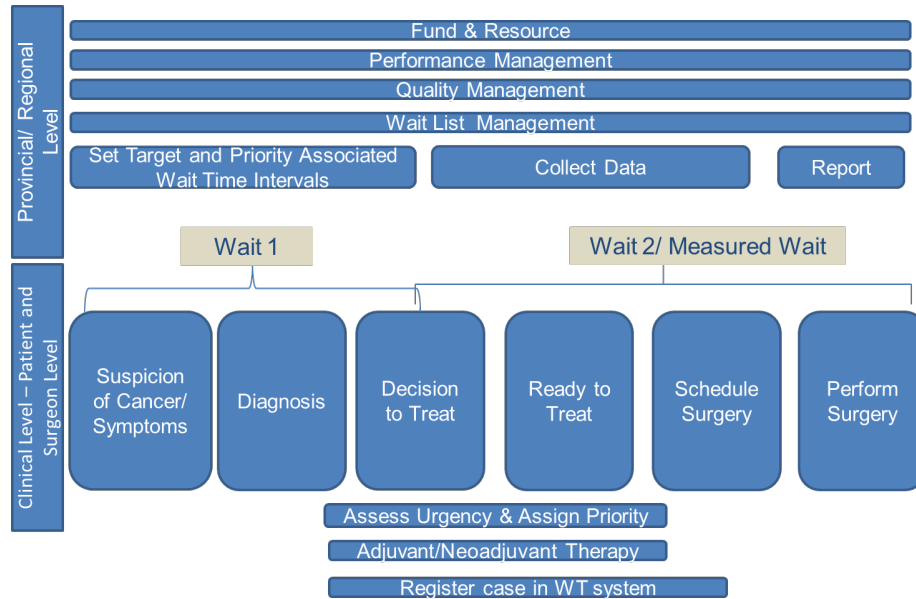 Provincial/ Regional
Level
Fund & Resource
Performance Management
Quality Management
Wait List Management
Set Target and Priority Associated
Wait Time Intervals
Collect Data
Report
Clinical Level – Patient and
Surgeon Level
Wait 1
Wait 2/ Measured Wait
Suspicion
of Cancer/
Symptoms
Diagnosis
Decision
to Treat
Ready to
Treat
Schedule
Surgery
Perform
Surgery
Assess Urgency & Assign Priority
Adjuvant/Neoadjuvant Therapy
Register case in WT system